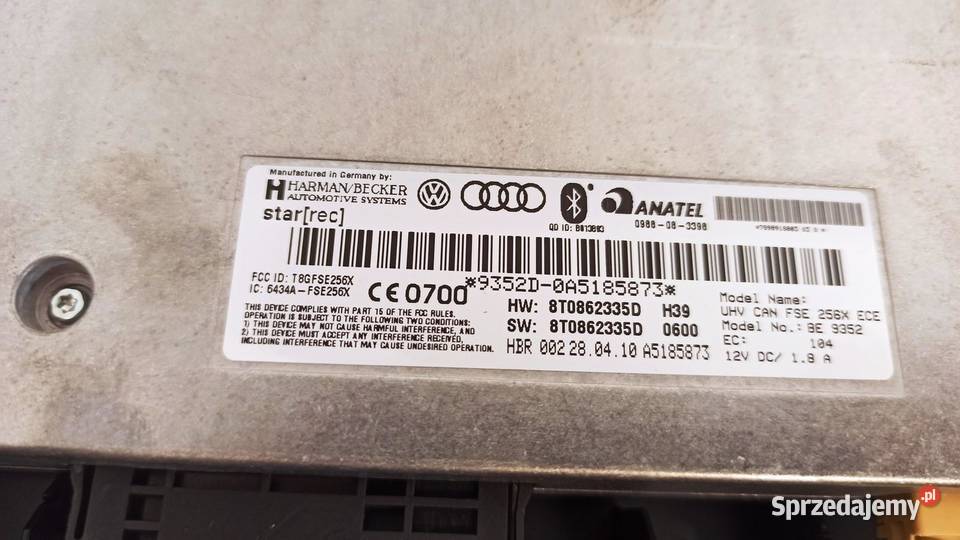 Manufactured in Germany by:
HARMAN/BECKER
AUTOMOTIVE SYSTEMS
star[rec]
QD ID: B013893
ANATEL
0988-08-3398
*9352D-0A5185873*
FCC ID: T8GFSE256X
IC: 6434A-FSE256X
CE 0700
THIS DEVICE COMPLIES WITH PART 15 OF THE FCC RULES.
OPERATION IS SUBJECT TO THE FOLLOWING TWO CONDITIONS:
1) THIS DEVICE MAY NOT CAUSE HARMFUL INTERFERENCE, AND
2) THIS DEVICE MUST ACCEPT ANY INTERFERENCE RECEIVED,
INCLUDING INTERFERENCE THAT MAY CAUSE UNDESIRED OPERATION.
HW: 8T0862335D H39
SW: 8T0862335D 0600
HBR 002 28.04.10 A5185873
Model Name:
UHV CAN FSE 256X ECE
Model No.: BE 9352
EC: 104
12V DC/ 1.8 A
Sprzedajemy.pl